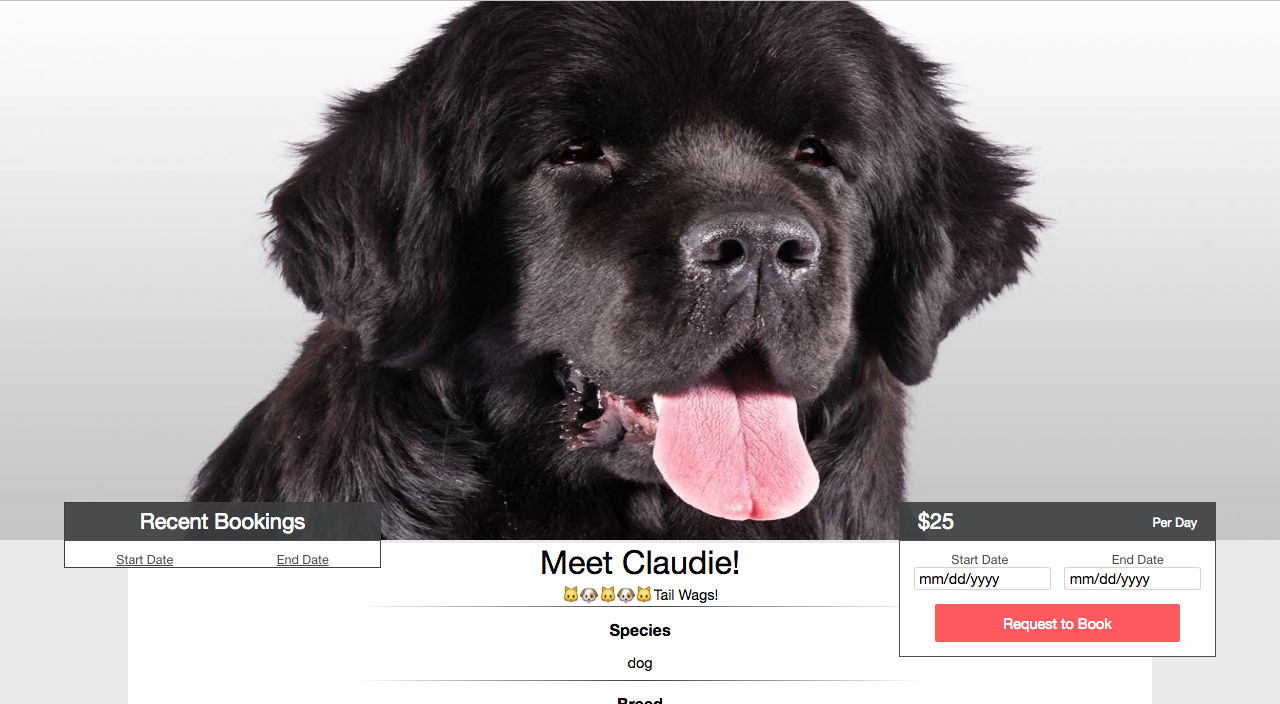 Recent Bookings
Start Date End Date
Meet Claudie!
🐱🐶🐱🐶🐱Tail Wags!
Species
dog
Breed
$25 Per Day
Start Date End Date
mm/dd/yyyy mm/dd/yyyy
Request to Book